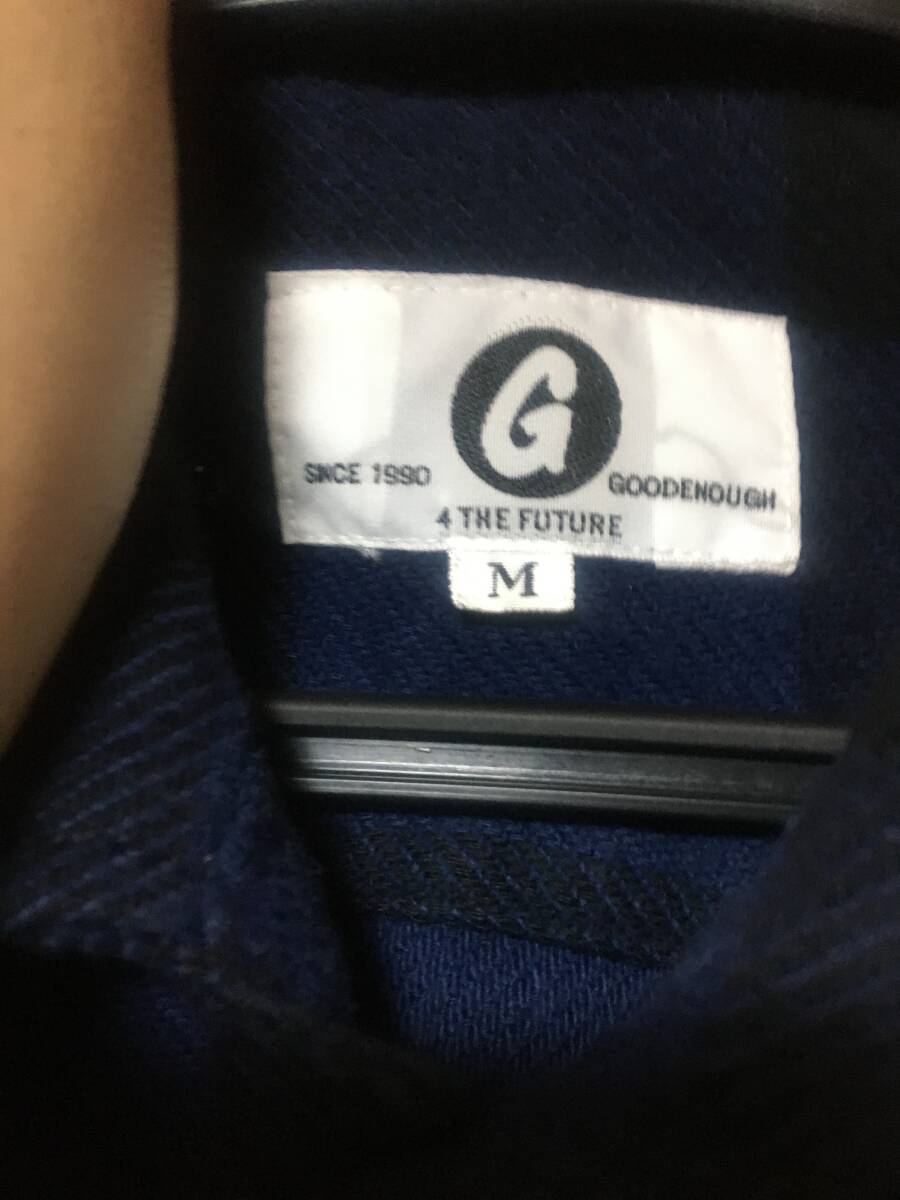 G
SINCE 1990
GOODENOUGH
4 THE FUTURE
M